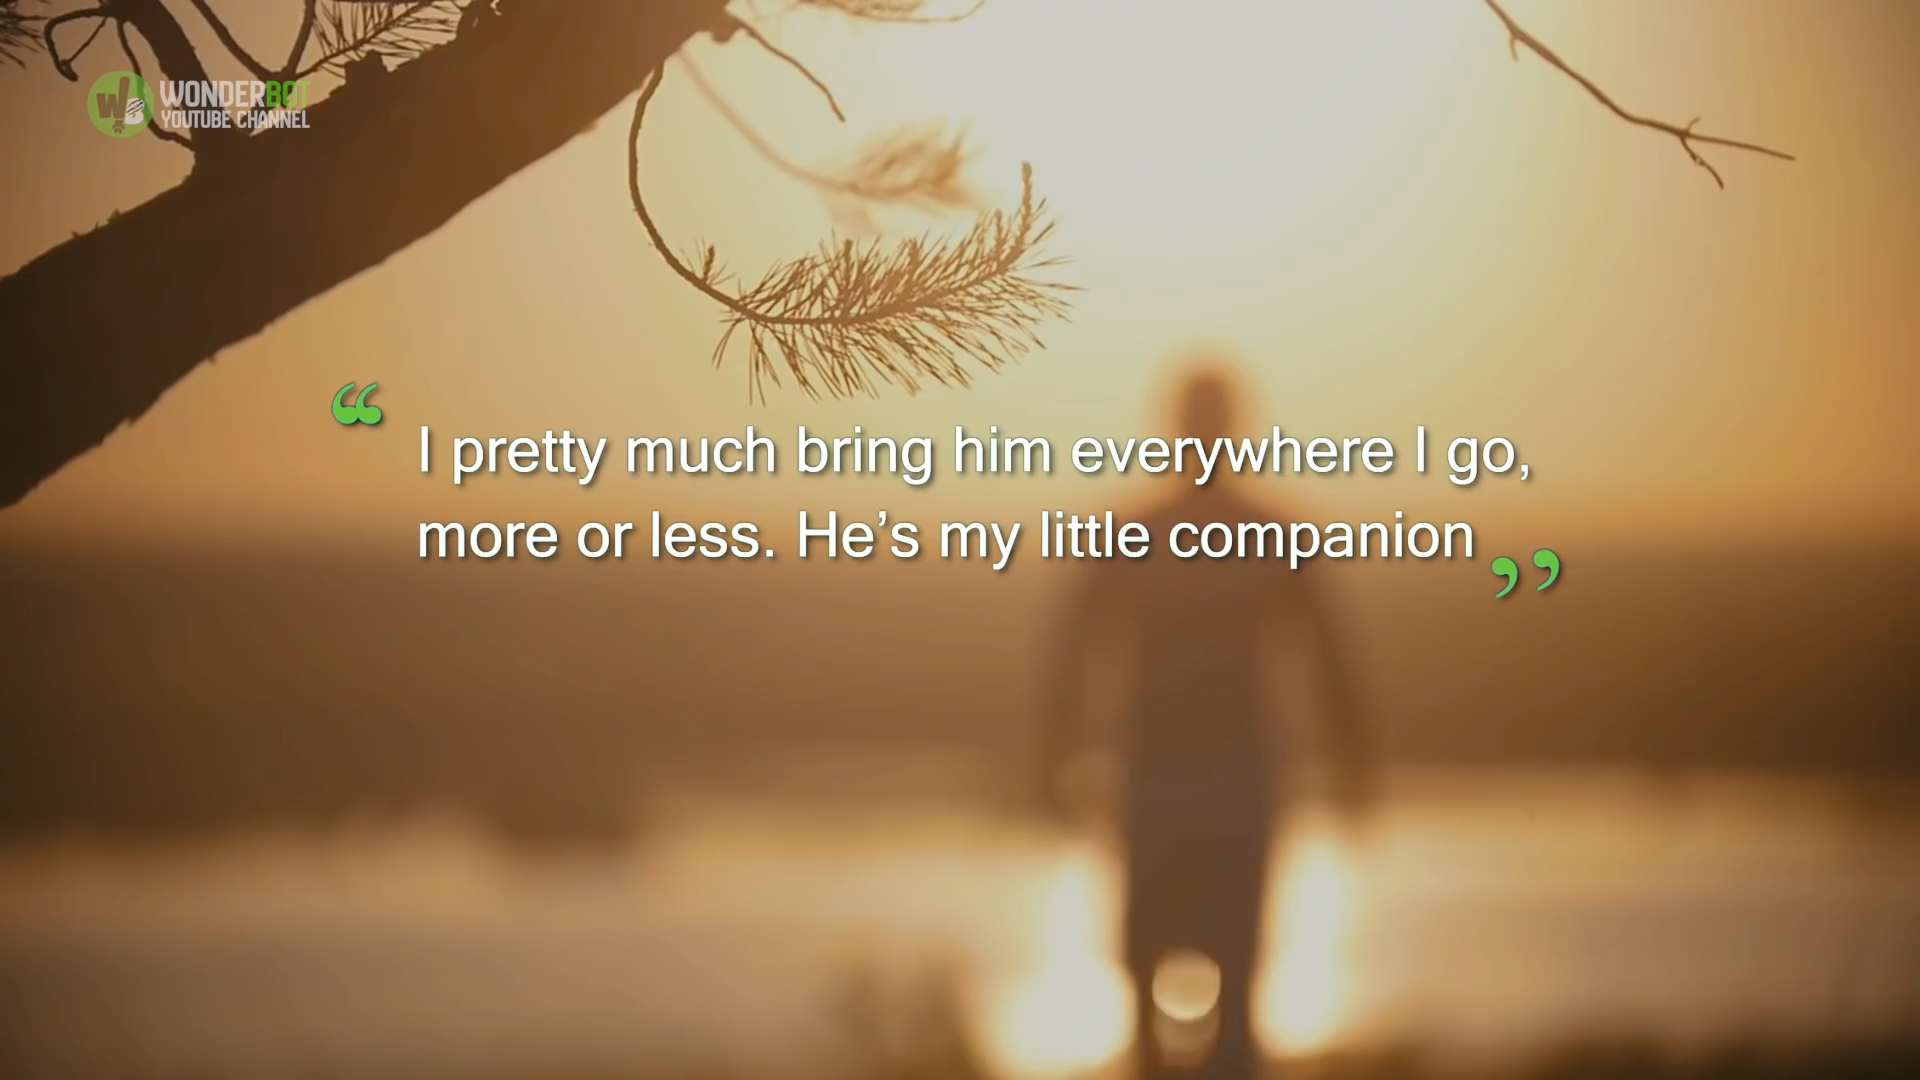 WONDERBOT
YOUTUBE CHANNEL
“ I pretty much bring him everywhere I go,
more or less. He’s my little companion ”